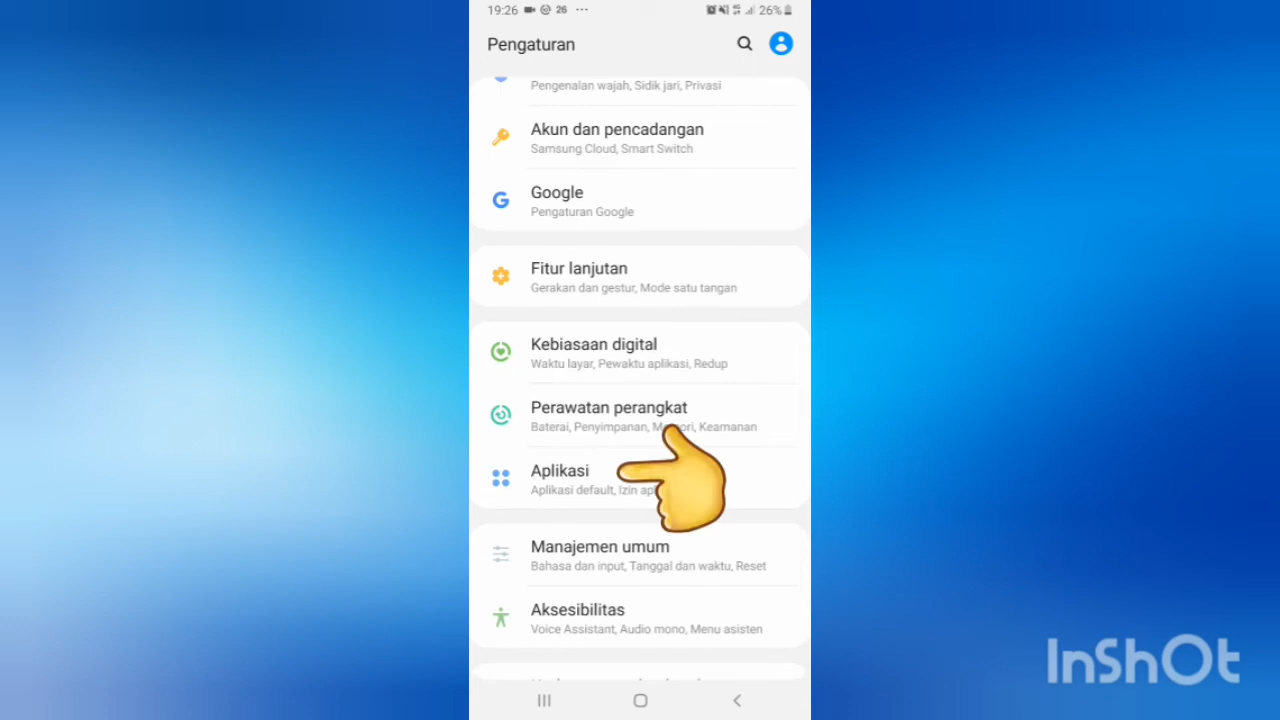 19:26 26 ... 26%
Pengaturan
Pengenalan wajah, Sidik jari, Privasi
Akun dan pencadangan
Samsung Cloud, Smart Switch
Google
Pengaturan Google
Fitur lanjutan
Gerakan dan gestur, Mode satu tangan
Kebiasaan digital
Waktu layar, Pewaktu aplikasi, Redup
Perawatan perangkat
Baterai, Penyimpanan, Memori, Keamanan
Aplikasi
Aplikasi default, Izin
Manajemen umum
Bahasa dan input, Tanggal dan waktu, Reset
Aksesibilitas
Voice Assistant, Audio mono, Menu asisten
InShOt